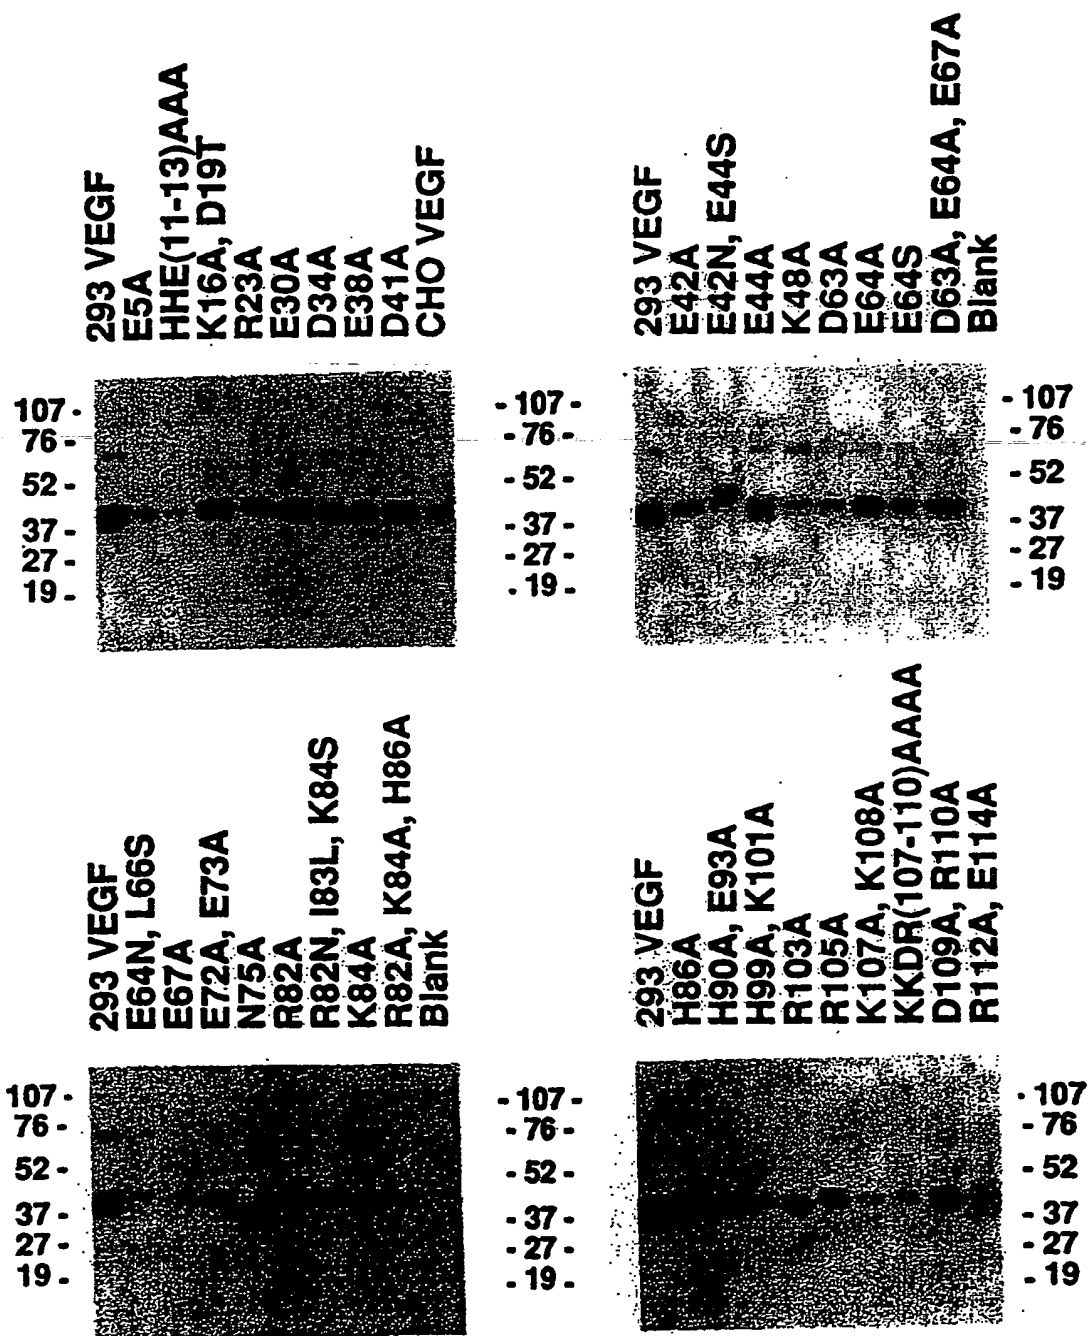 293 VEGF
E5A
HHE(11-13)AAA
K16A, D19T
R23A
E30A
D34A
E38A
D41A
CHO VEGF
293 VEGF
E42A
E42N, E44S
E44A
K48A
D63A
E64A
E64S
D63A, E64A, E67A
Blank
107 -
76 -
52 -
37 -
27 -
19 -
- 107 -
- 76 -
- 52 -
- 37 -
- 27 -
- 19 -
- 107
- 76
- 52
- 37
- 27
- 19
293 VEGF
E64N, L66S
E67A
E72A, E73A
N75A
R82A
R82N, I83L, K84S
K84A
R82A, K84A, H86A
Blank
293 VEGF
H86A
H90A, E93A
H99A, K101A
R103A
R105A
K107A, K108A
KKDR(107-110)AAAA
D109A, R110A
R112A, E114A
107 -
76 -
52 -
37 -
27 -
19 -
- 107 -
- 76 -
- 52 -
- 37 -
- 27 -
- 19 -
- 107
- 76
- 52
- 37
- 27
- 19